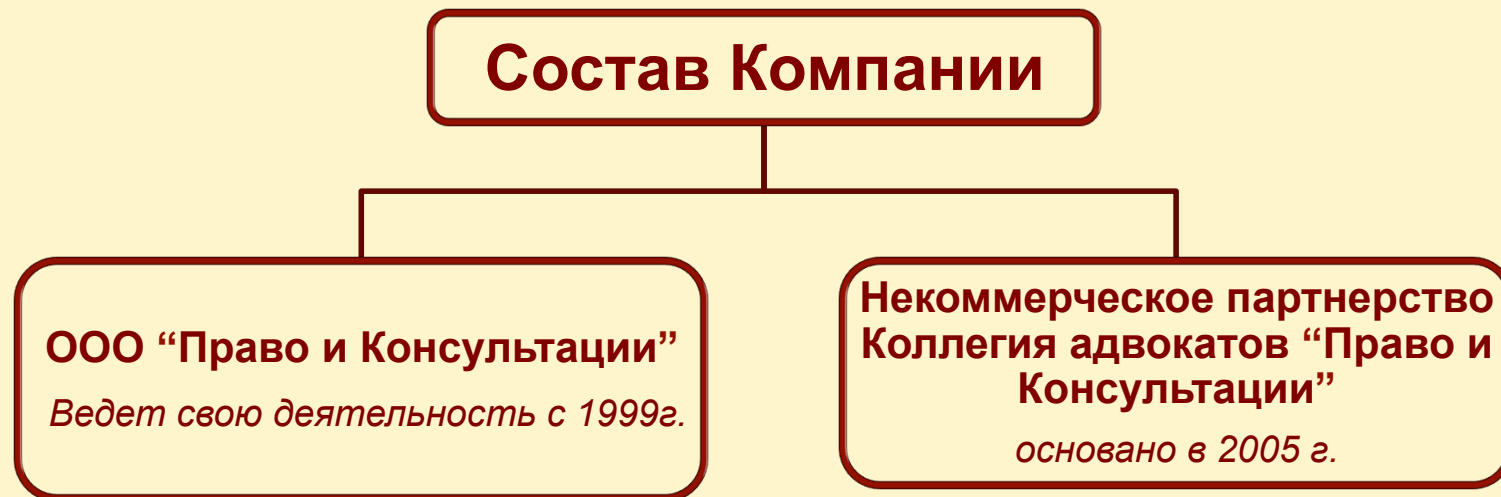 Состав Компании
ООО “Право и Консультации”
Ведет свою деятельность с 1999г.
Некоммерческое партнерство
Коллегия адвокатов “Право и
Консультации”
основано в 2005 г.